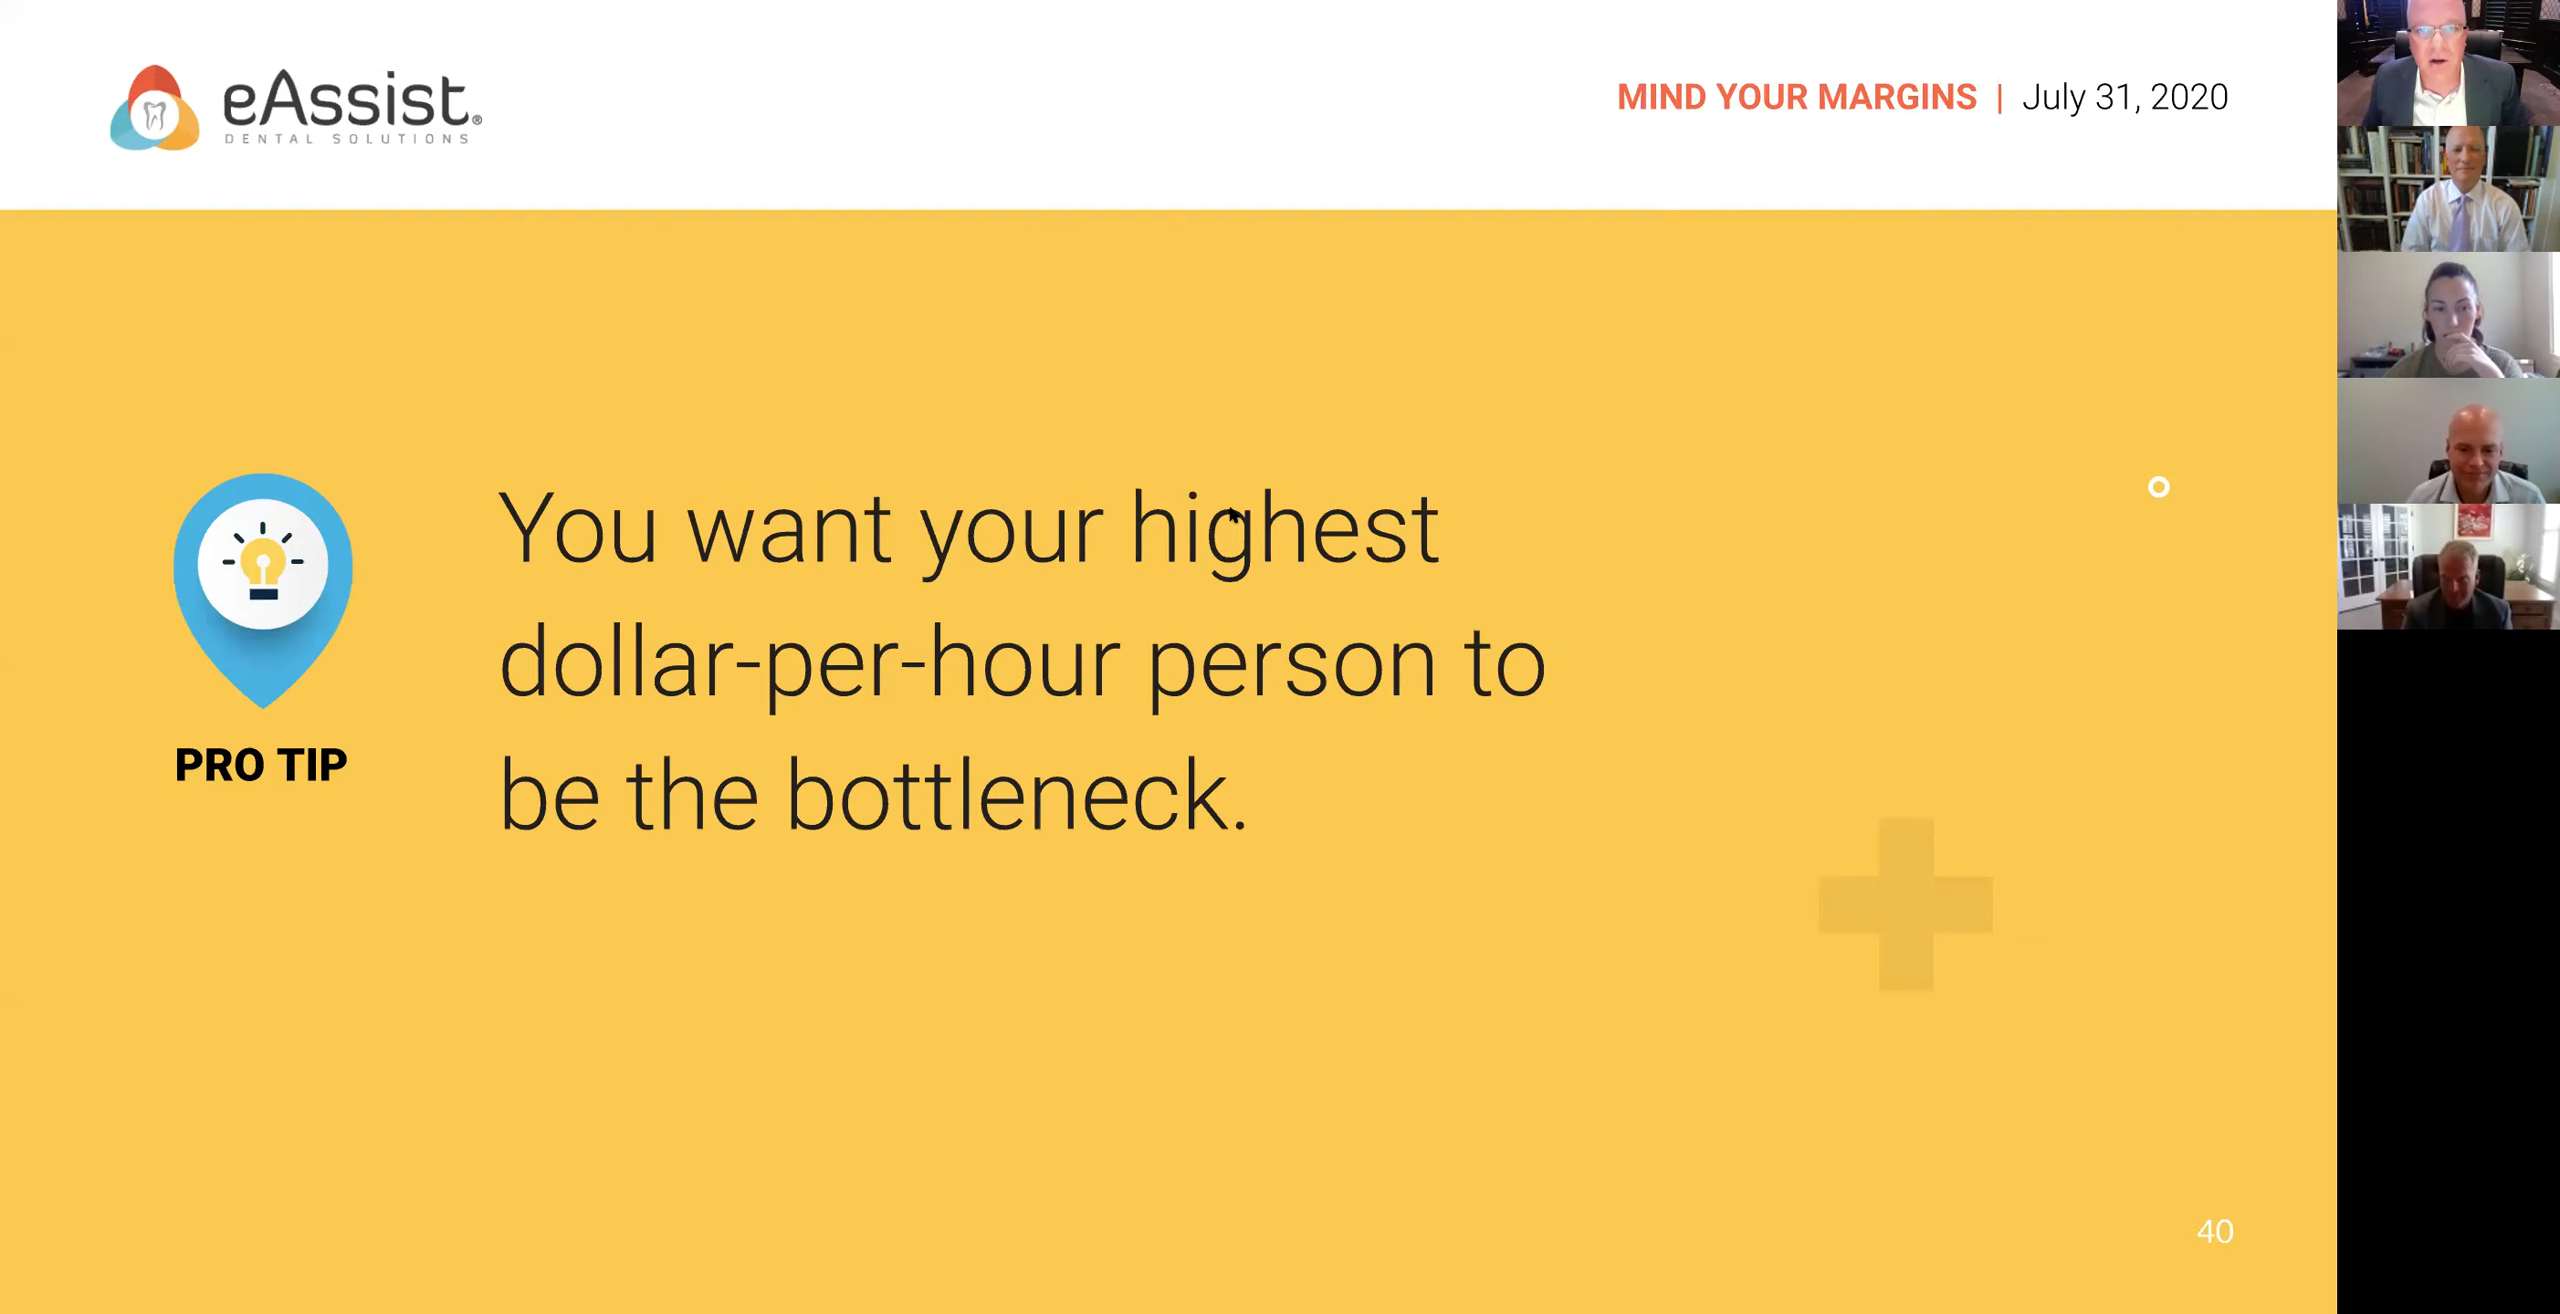 eAssist®
DENTAL SOLUTIONS
MIND YOUR MARGINS | July 31, 2020
You want your highest
dollar-per-hour person to
be the bottleneck.
PRO TIP
40